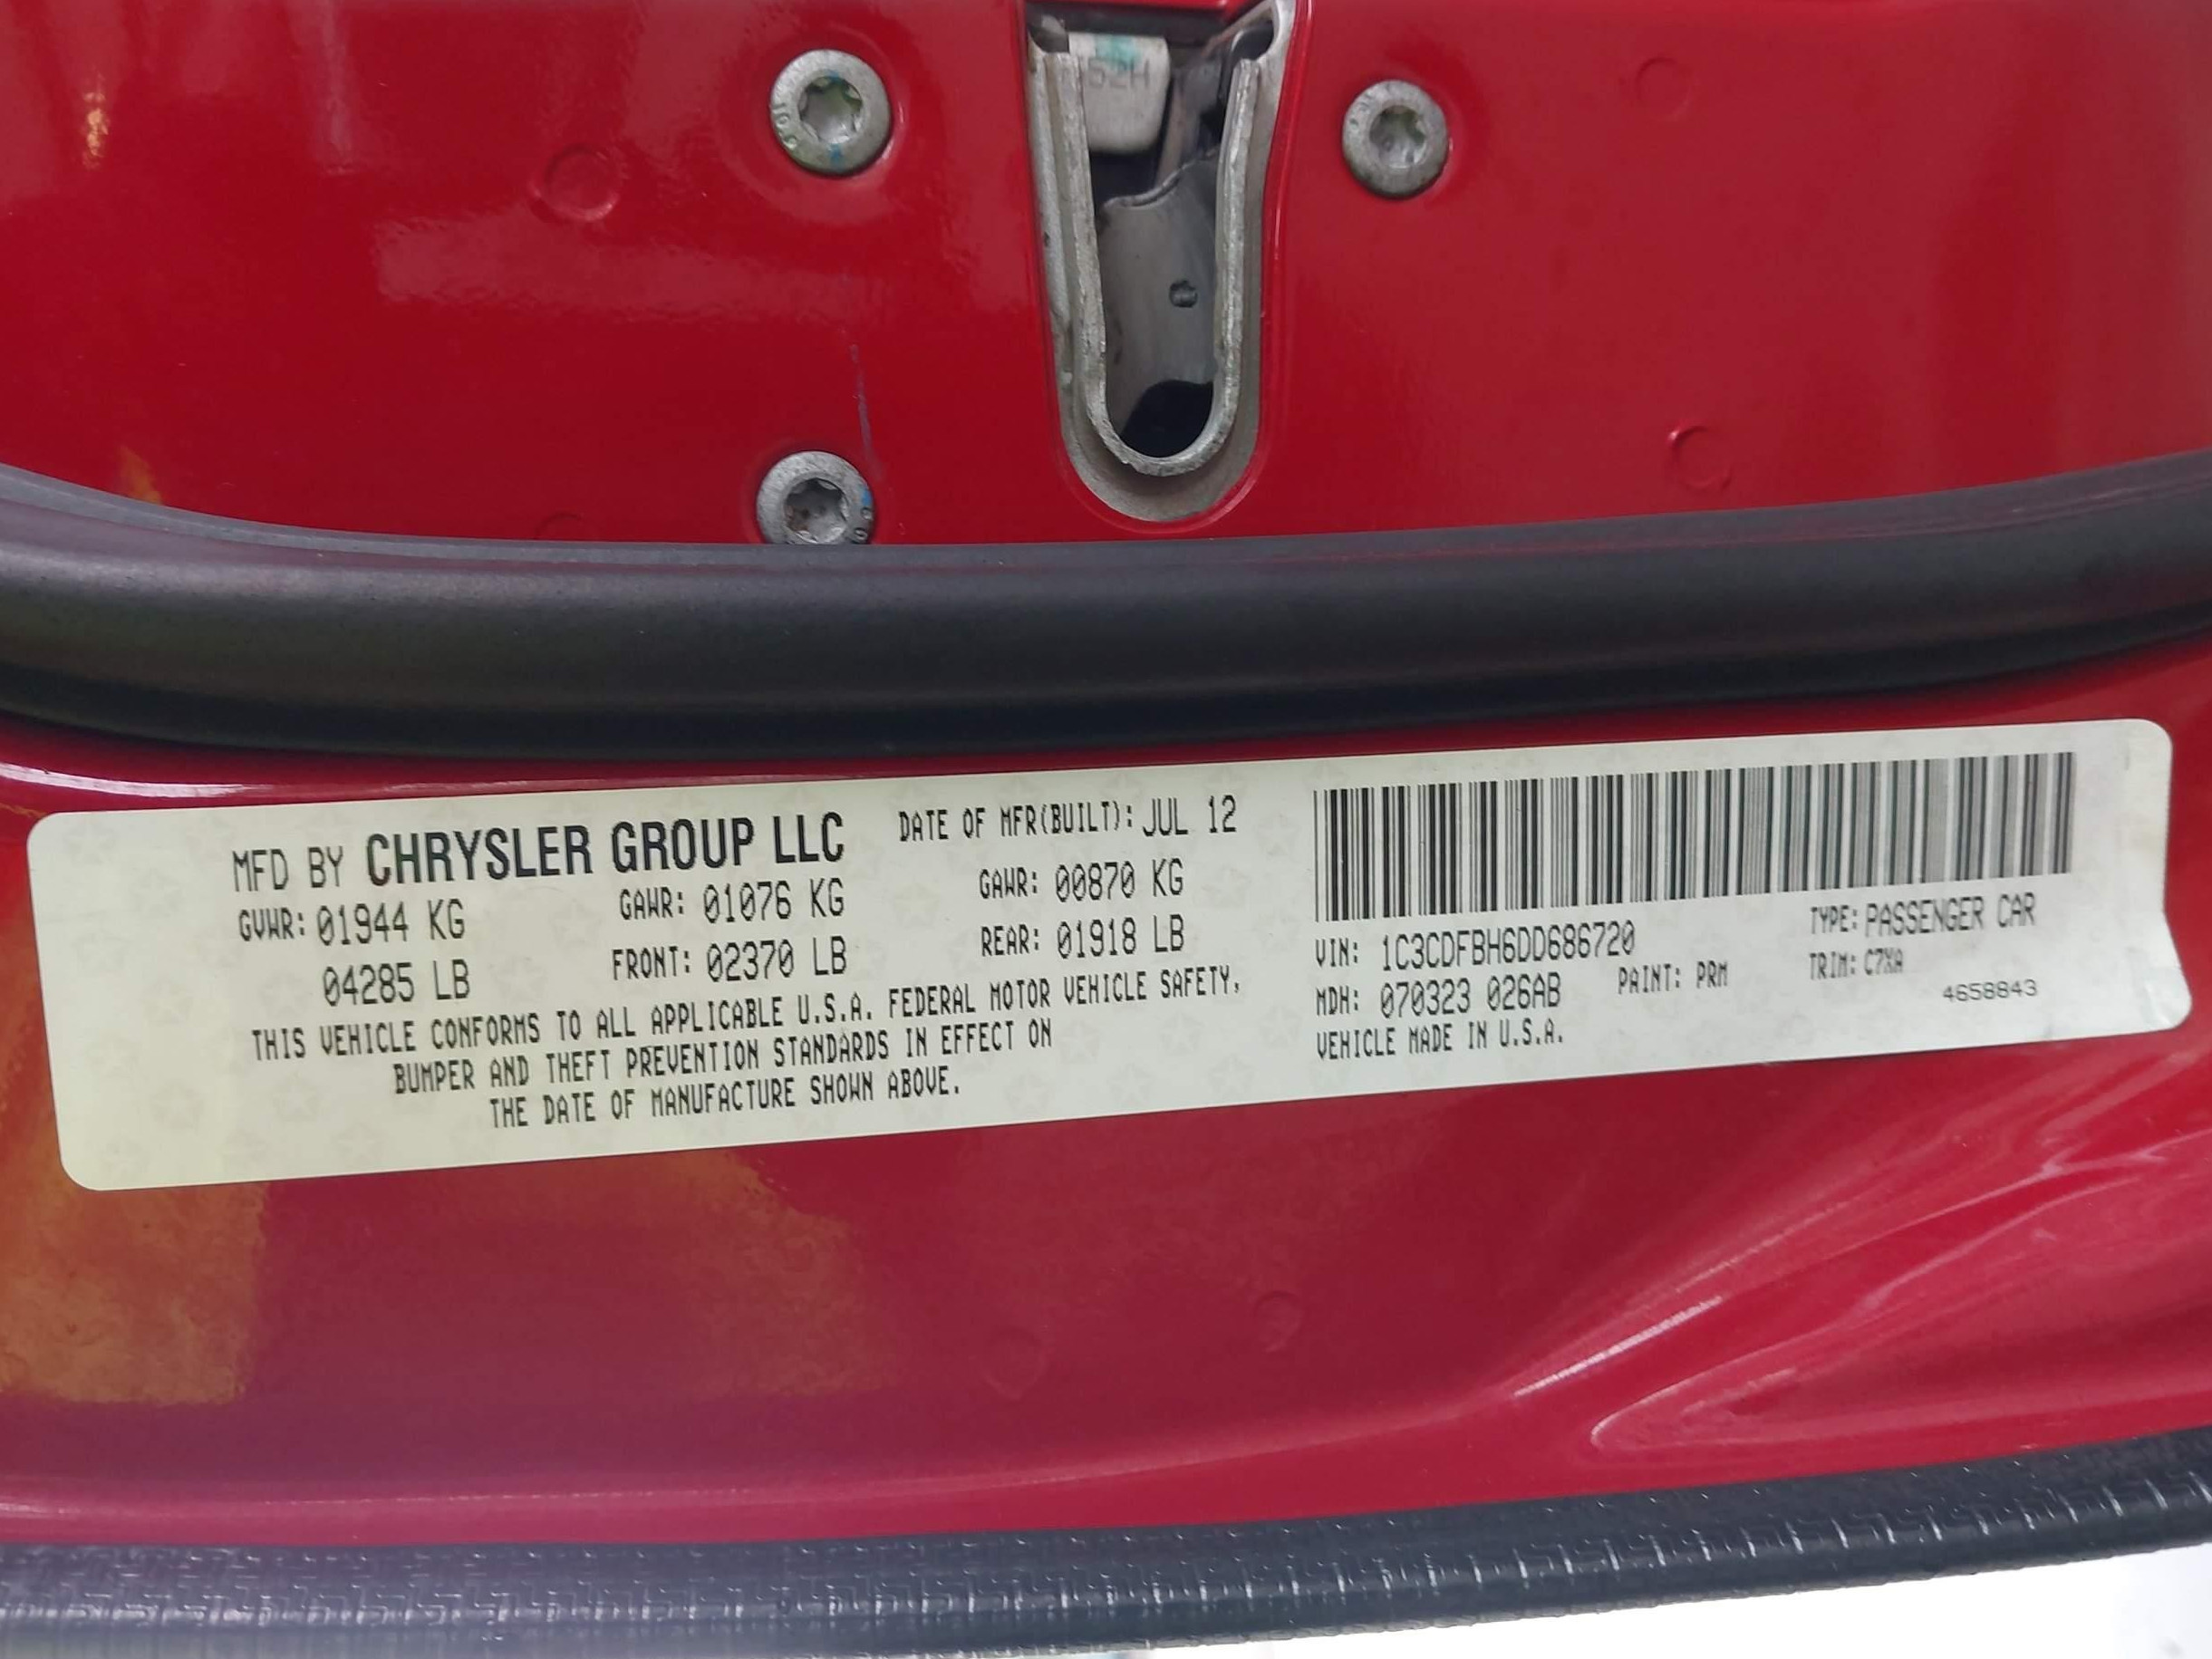 52H
MFD BY CHRYSLER GROUP LLC DATE OF MFR(BUILT): JUL 12
GVWR: 01944 KG GAWR: 01076 KG GAWR: 00870 KG
04285 LB FRONT: 02370 LB REAR: 01918 LB
THIS VEHICLE CONFORMS TO ALL APPLICABLE U.S.A. FEDERAL MOTOR VEHICLE SAFETY,
BUMPER AND THEFT PREVENTION STANDARDS IN EFFECT ON
THE DATE OF MANUFACTURE SHOWN ABOVE.
VIN: 1C3CDFBH6DD686720 TYPE: PASSENGER CAR
MDH: 070323 026AB PAINT: PRM TRIM: C7XA
VEHICLE MADE IN U.S.A. 4658843